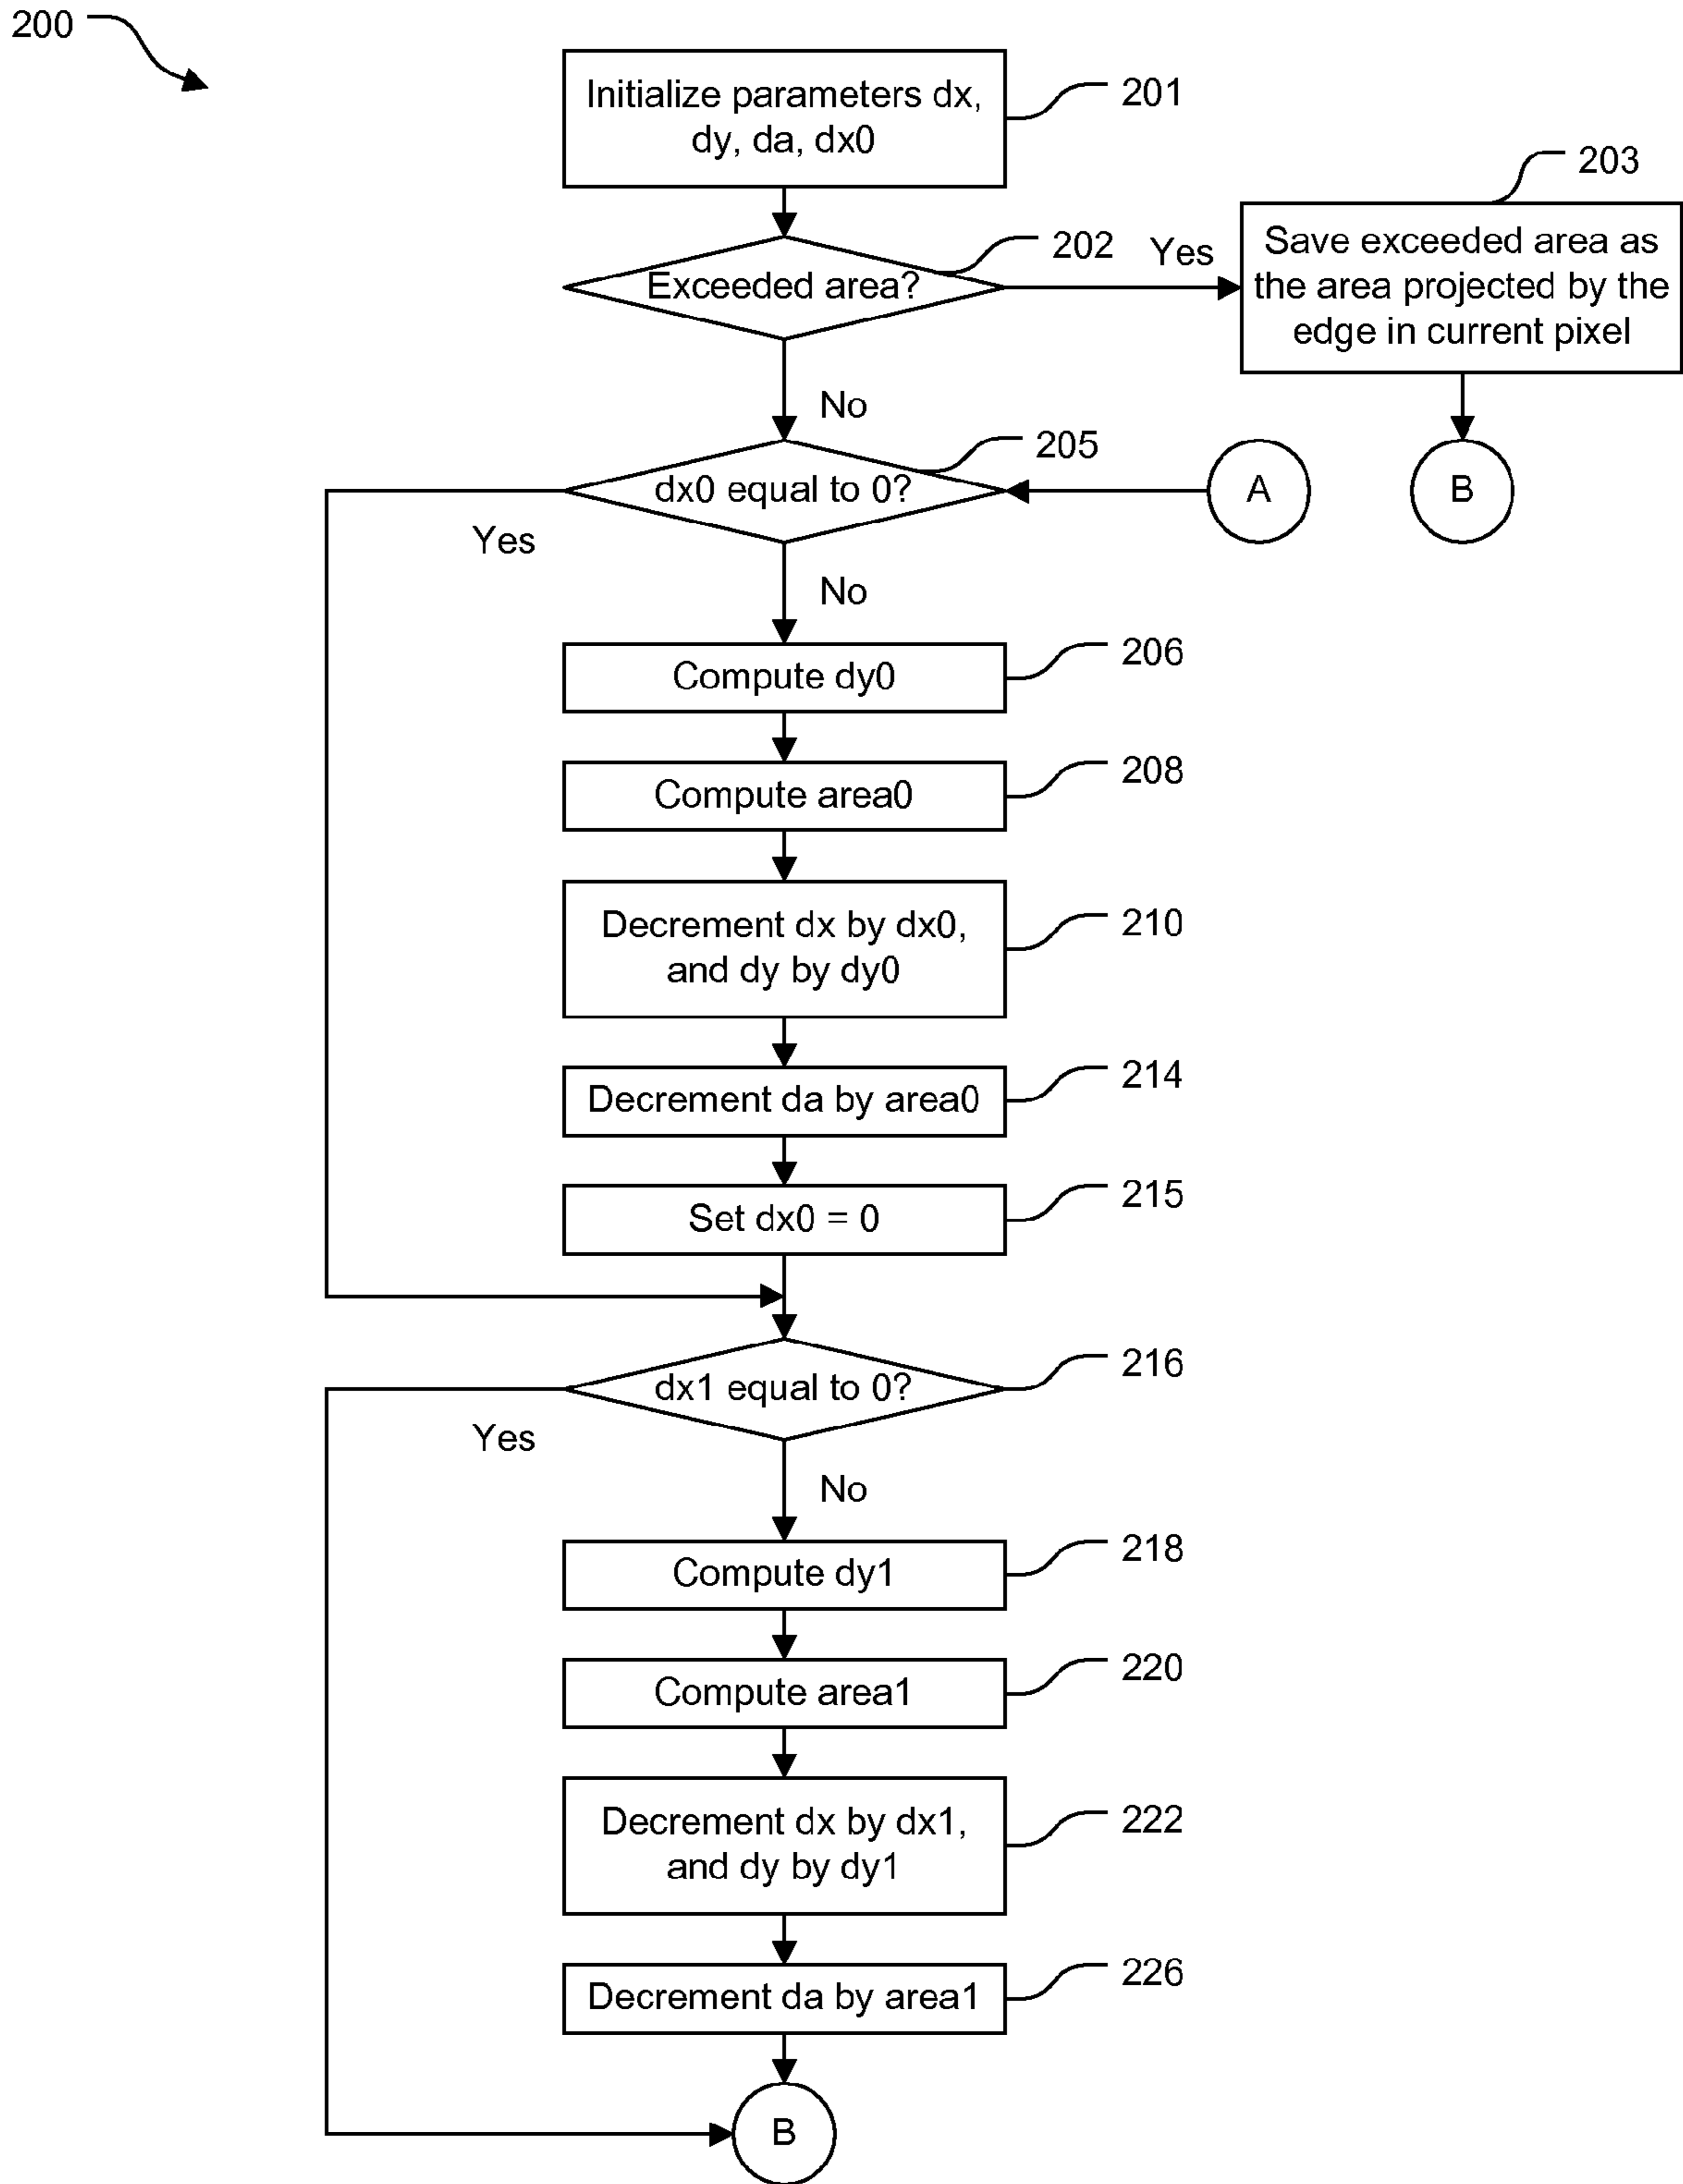 200
Initialize parameters dx,
dy, da, dx0
201
Exceeded area?
202
Yes
203
Save exceeded area as
the area projected by the
edge in current pixel
No
dx0 equal to 0?
205
A
B
Yes
No
Compute dy0
206
Compute area0
208
Decrement dx by dx0,
and dy by dy0
210
Decrement da by area0
214
Set dx0 = 0
215
dx1 equal to 0?
216
Yes
No
Compute dy1
218
Compute area1
220
Decrement dx by dx1,
and dy by dy1
222
Decrement da by area1
226
B